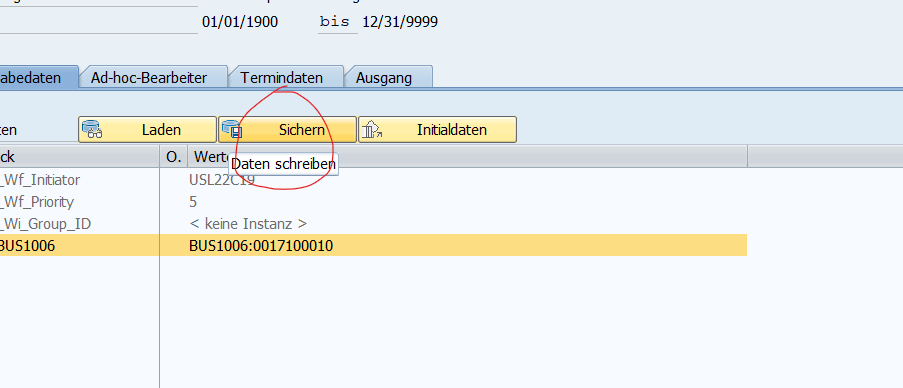 01/01/1900 bis 12/31/9999
abedaten Ad-hoc-Bearbeiter Termindaten Ausgang
ten Laden Sichern Initialdaten
ck O. Werte
Daten schreiben
_Wf_Initiator USL22C19
_Wf_Priority 5
_Wi_Group_ID < keine Instanz >
BUS1006 BUS1006:0017100010